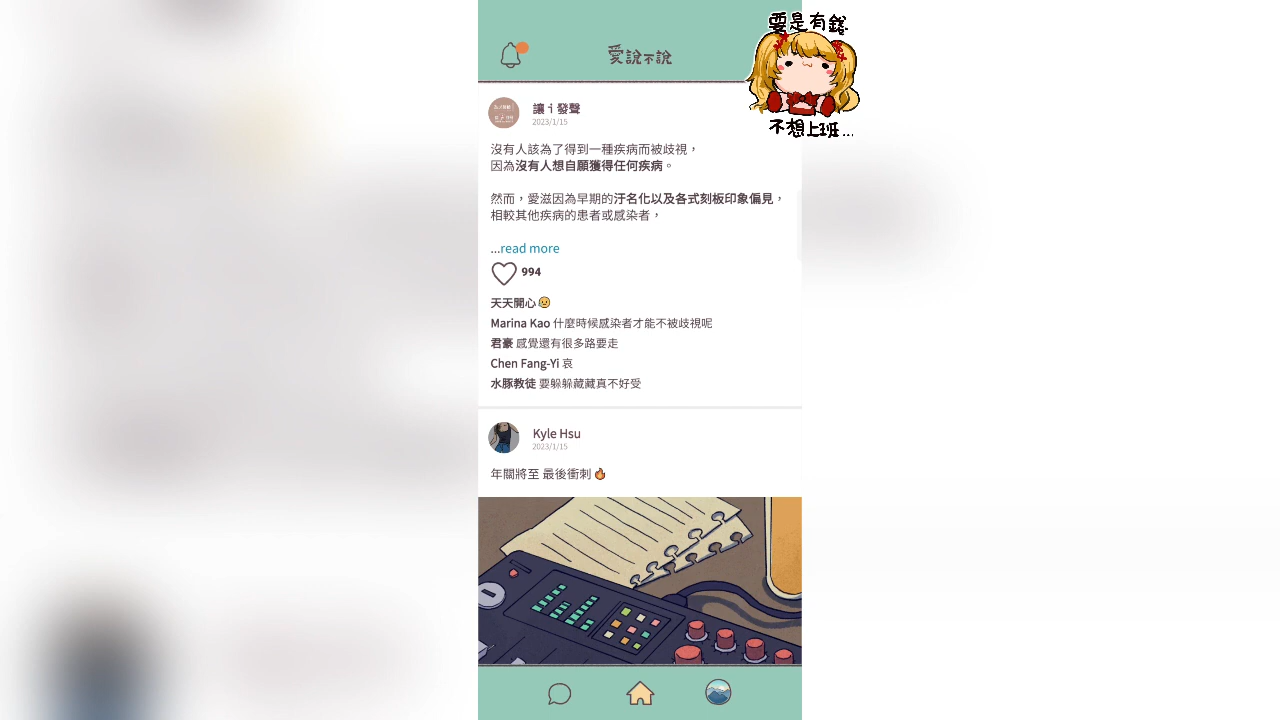 要是有錢
不想上班...
愛說不說
讓 i 發聲
2023/1/15
沒有人該為了得到一種疾病而被歧視，
因為沒有人想自願獲得任何疾病。
然而，愛滋因為早期的汙名化以及各式刻板印象偏見，
相較其他疾病的患者或感染者，
...read more
994
天天開心
Marina Kao 什麼時候感染者才能不被歧視呢
君豪 感覺還有很多路要走
Chen Fang-Yi 哀
水豚教徒 要躲躲藏藏真不好受
Kyle Hsu
2023/1/15
年關將至 最後衝刺